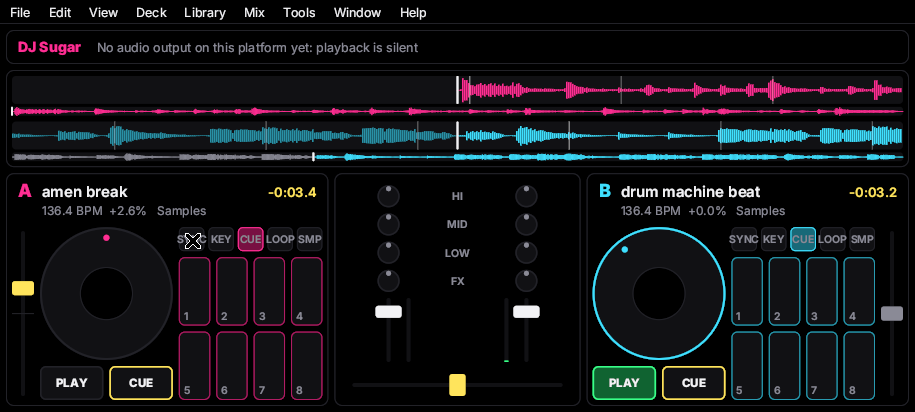 File Edit View Deck Library Mix Tools Window Help
DJ Sugar No audio output on this platform yet: playback is silent
A amen break -0:03.4
136.4 BPM +2.6% Samples
KEY CUE LOOP SMP
1 2 3 4
5 6 7 8
PLAY CUE
HI
MID
LOW
FX
B drum machine beat -0:03.2
136.4 BPM +0.0% Samples
SYNC KEY CUE LOOP SMP
1 2 3 4
5 6 7 8
PLAY CUE